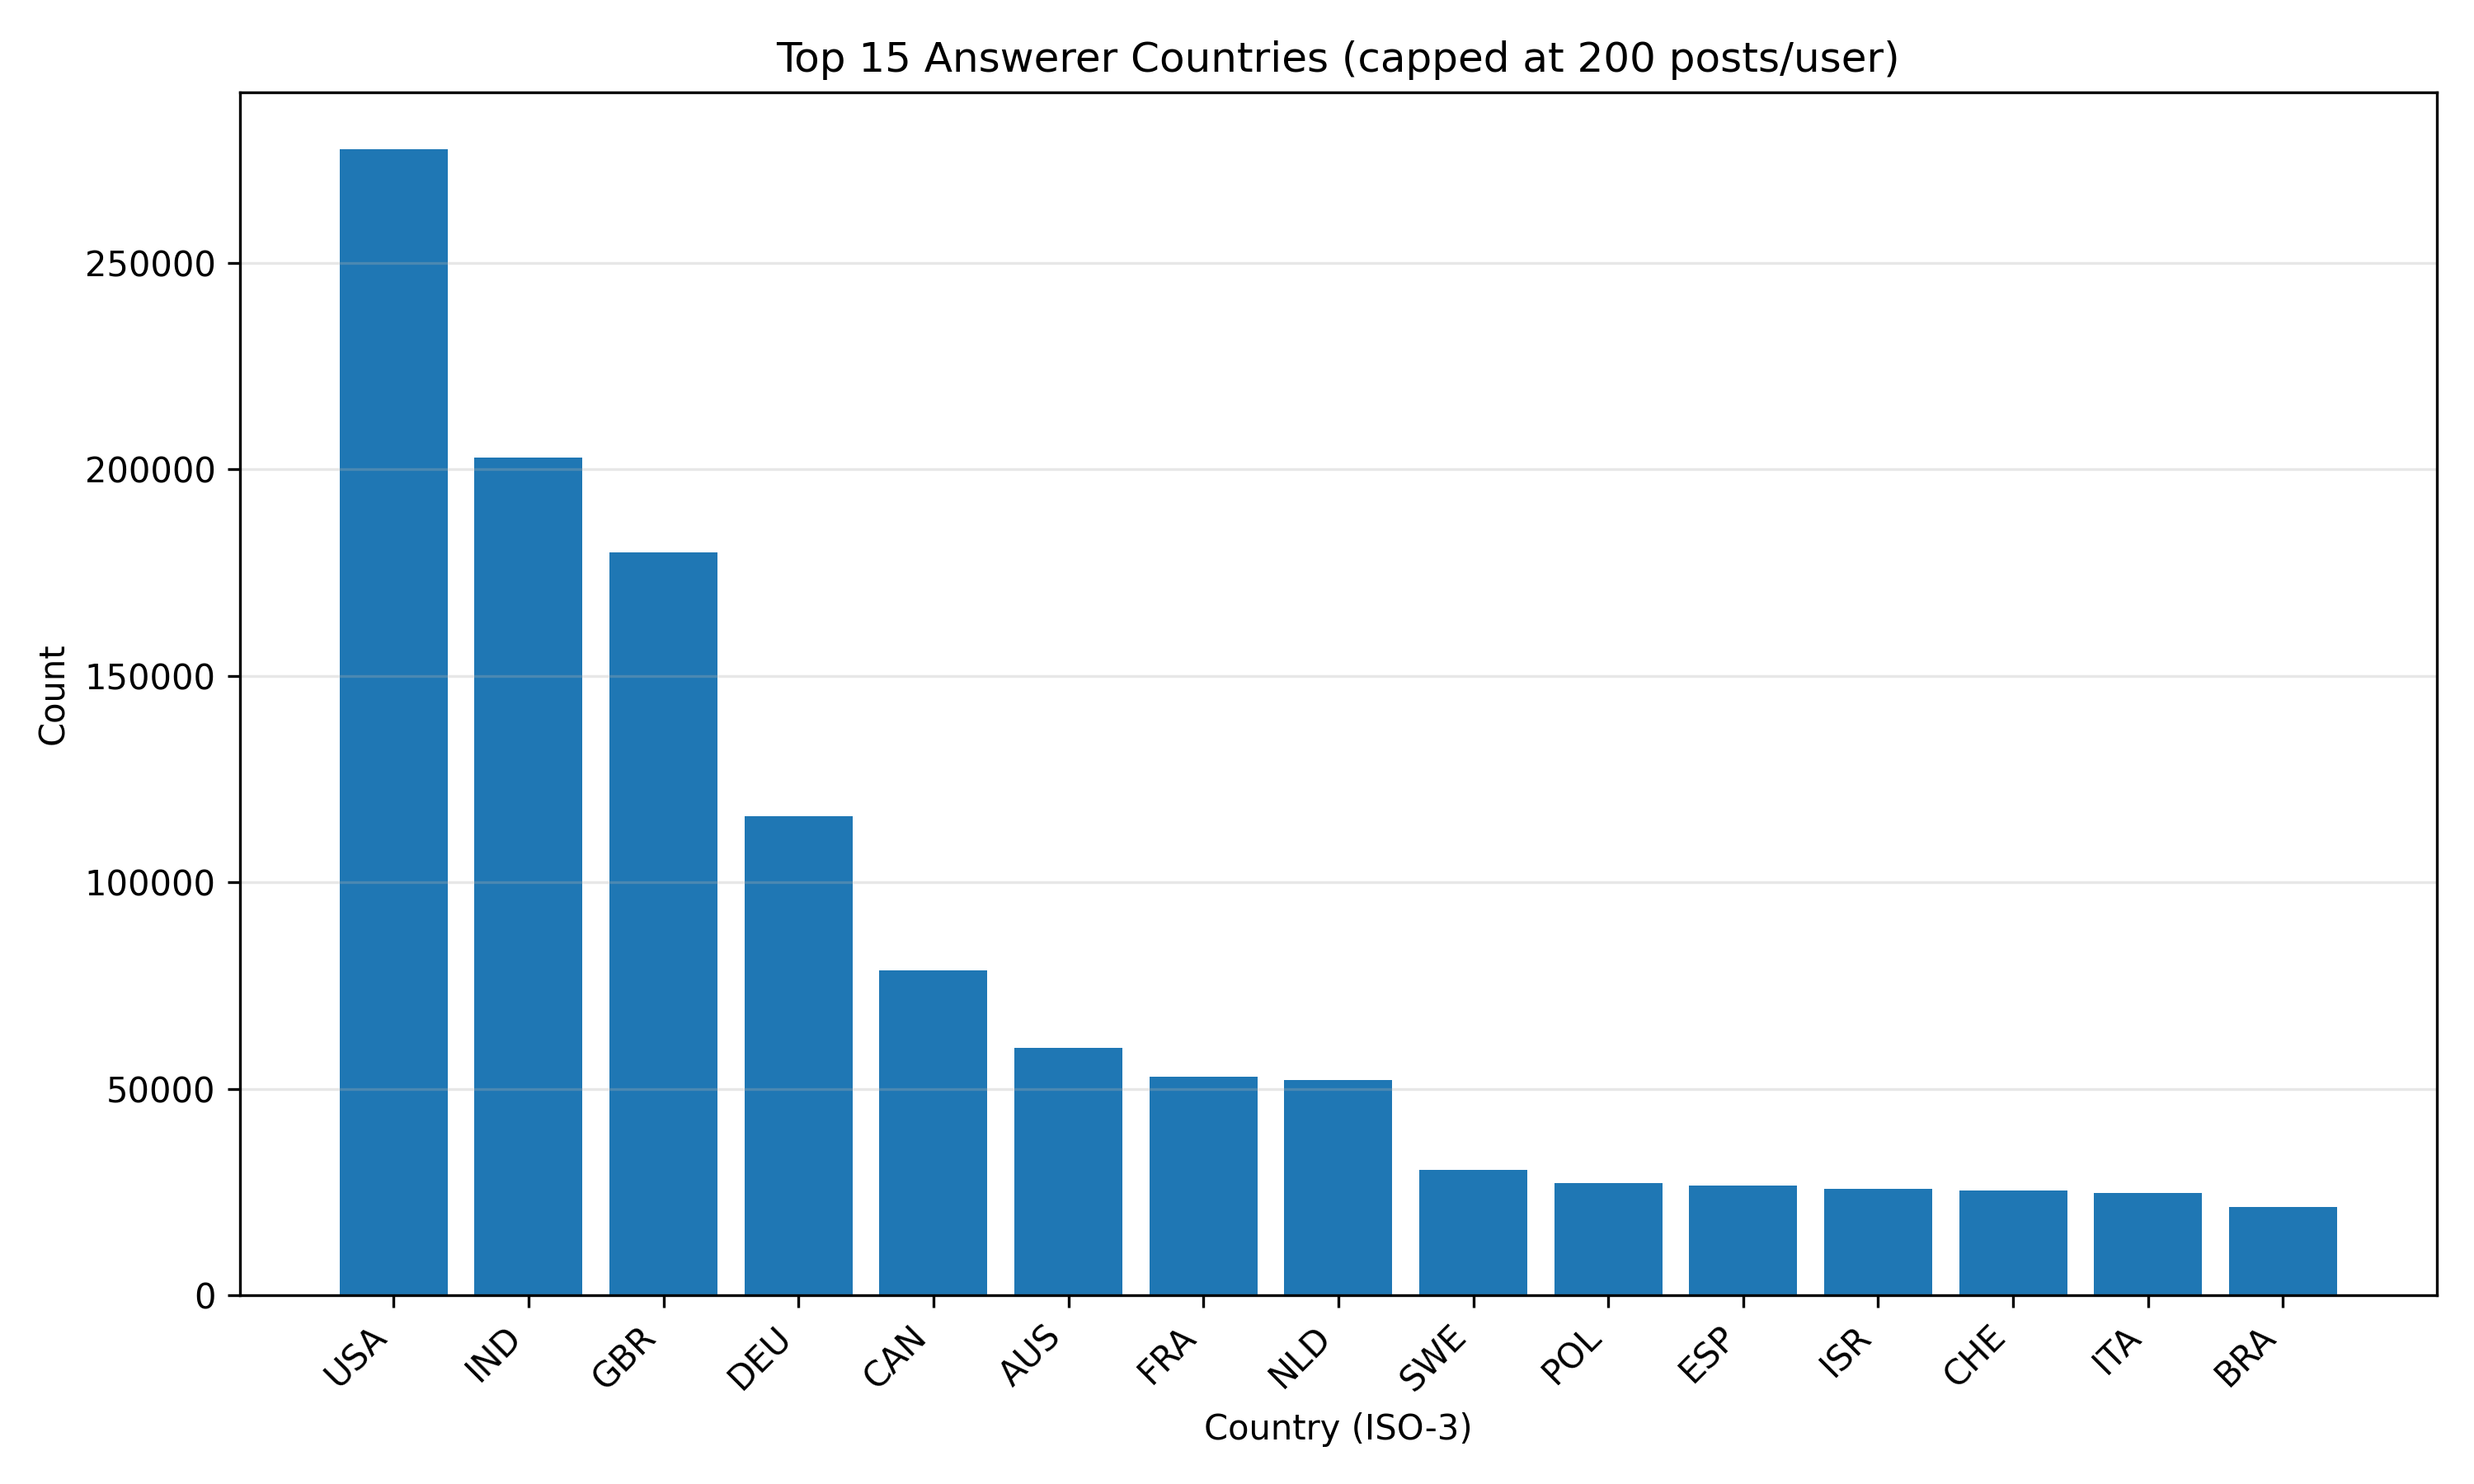 Top 15 Answerer Countries (capped at 200 posts/user)
Count
250000
200000
150000
100000
50000
0
USA
IND
GBR
DEU
CAN
AUS
FRA
NLD
SWE
POL
ESP
ISR
CHE
ITA
BRA
Country (ISO-3)